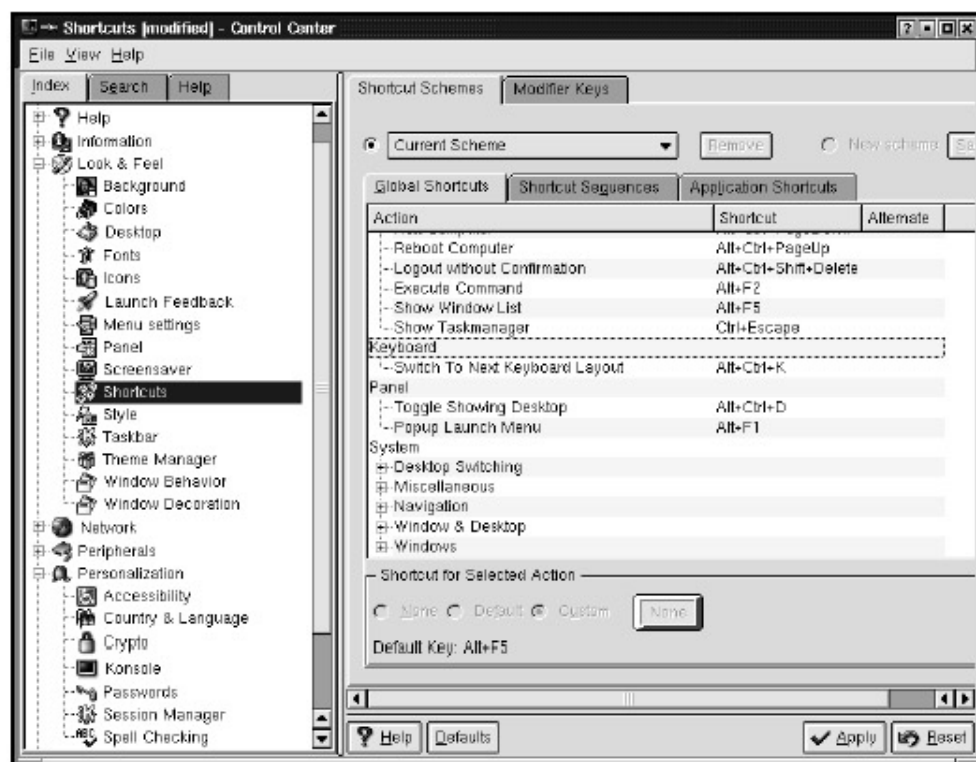 Shortcuts [modified] - Control Center
File View Help
Index Search Help
Help
Information
Look & Feel
Background
Colors
Desktop
Fonts
Icons
Launch Feedback
Menu settings
Panel
Screensaver
Shortcuts
Style
Taskbar
Theme Manager
Window Behavior
Window Decoration
Network
Peripherals
Personalization
Accessibility
Country & Language
Crypto
Konsole
Passwords
Session Manager
Spell Checking
Shortcut Schemes Modifier Keys
Current Scheme Remove New scheme
Global Shortcuts Shortcut Sequences Application Shortcuts
Action Shortcut Alternate
Reboot Computer Alt+Ctrl+PageUp
Logout without Confirmation Alt+Ctrl+Shift+Delete
Execute Command Alt+F2
Show Window List Alt+F5
Show Taskmanager Ctrl+Escape
Keyboard
Switch To Next Keyboard Layout Alt+Ctrl+K
Panel
Toggle Showing Desktop Alt+Ctrl+D
Popup Launch Menu Alt+F1
System
Desktop Switching
Miscellaneous
Navigation
Window & Desktop
Windows
Shortcut for Selected Action
None Default Custom None
Default Key: Alt+F5
Help Defaults Apply Reset